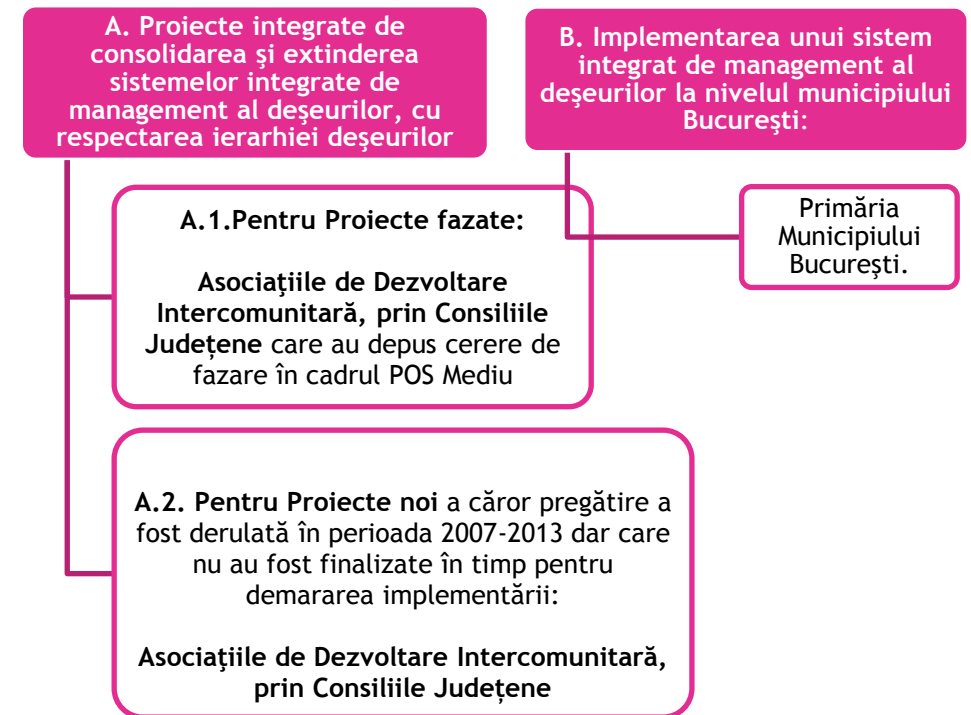 A. Proiecte integrate de
consolidarea şi extinderea
sistemelor integrate de
management al deşeurilor, cu
respectarea ierarhiei deşeurilor
A.1.Pentru Proiecte fazate:
Asociaţiile de Dezvoltare
Intercomunitară, prin Consiliile
Județene care au depus cerere de
fazare în cadrul POS Mediu
A.2. Pentru Proiecte noi a căror pregătire a
fost derulată în perioada 2007-2013 dar care
nu au fost finalizate în timp pentru
demararea implementării:
Asociaţiile de Dezvoltare Intercomunitară,
prin Consiliile Județene
B. Implementarea unui sistem
integrat de management al
deşeurilor la nivelul municipiului
Bucureşti:
Primăria
Municipiului
Bucureşti.